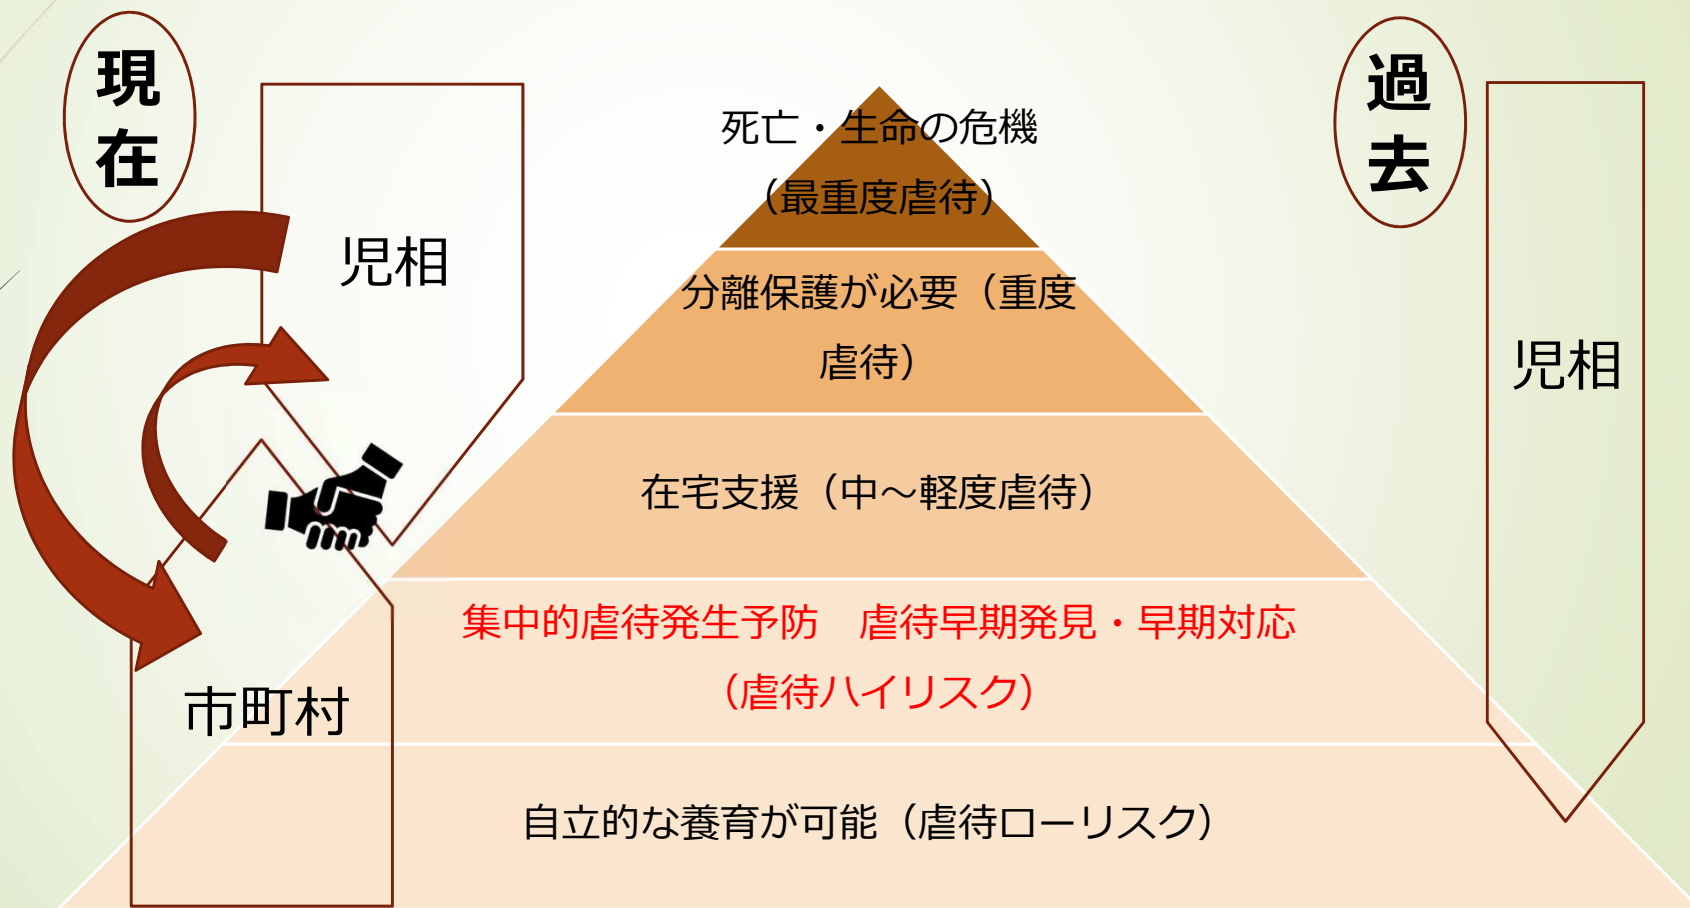 現在
過去
児相
市町村
死亡・生命の危機
（最重度虐待）
分離保護が必要（重度
虐待）
在宅支援（中～軽度虐待）
集中的虐待発生予防　虐待早期発見・早期対応
（虐待ハイリスク）
自立的な養育が可能（虐待ローリスク）
児相